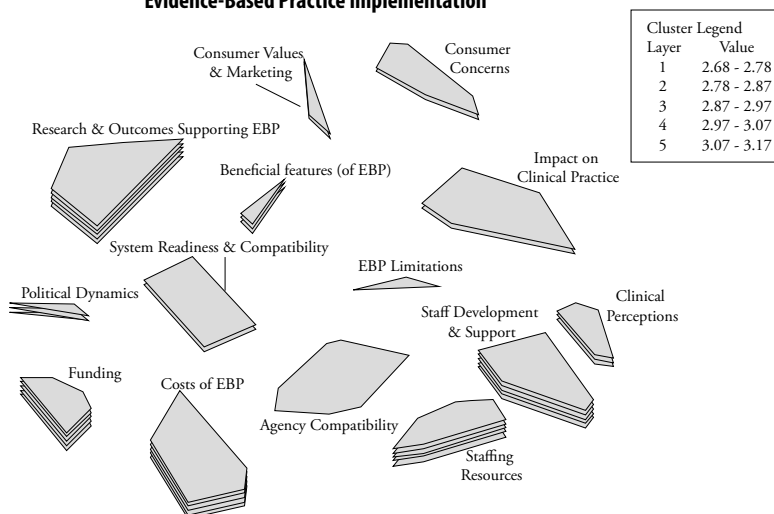 Evidence-Based Practice Implementation
Cluster Legend
Layer Value
1 2.68 - 2.78
2 2.78 - 2.87
3 2.87 - 2.97
4 2.97 - 3.07
5 3.07 - 3.17
Consumer Values
& Marketing
Consumer
Concerns
Research & Outcomes Supporting EBP
Beneficial features (of EBP)
Impact on
Clinical Practice
System Readiness & Compatibility
EBP Limitations
Political Dynamics
Staff Development
& Support
Clinical
Perceptions
Funding
Costs of EBP
Agency Compatibility
Staffing
Resources